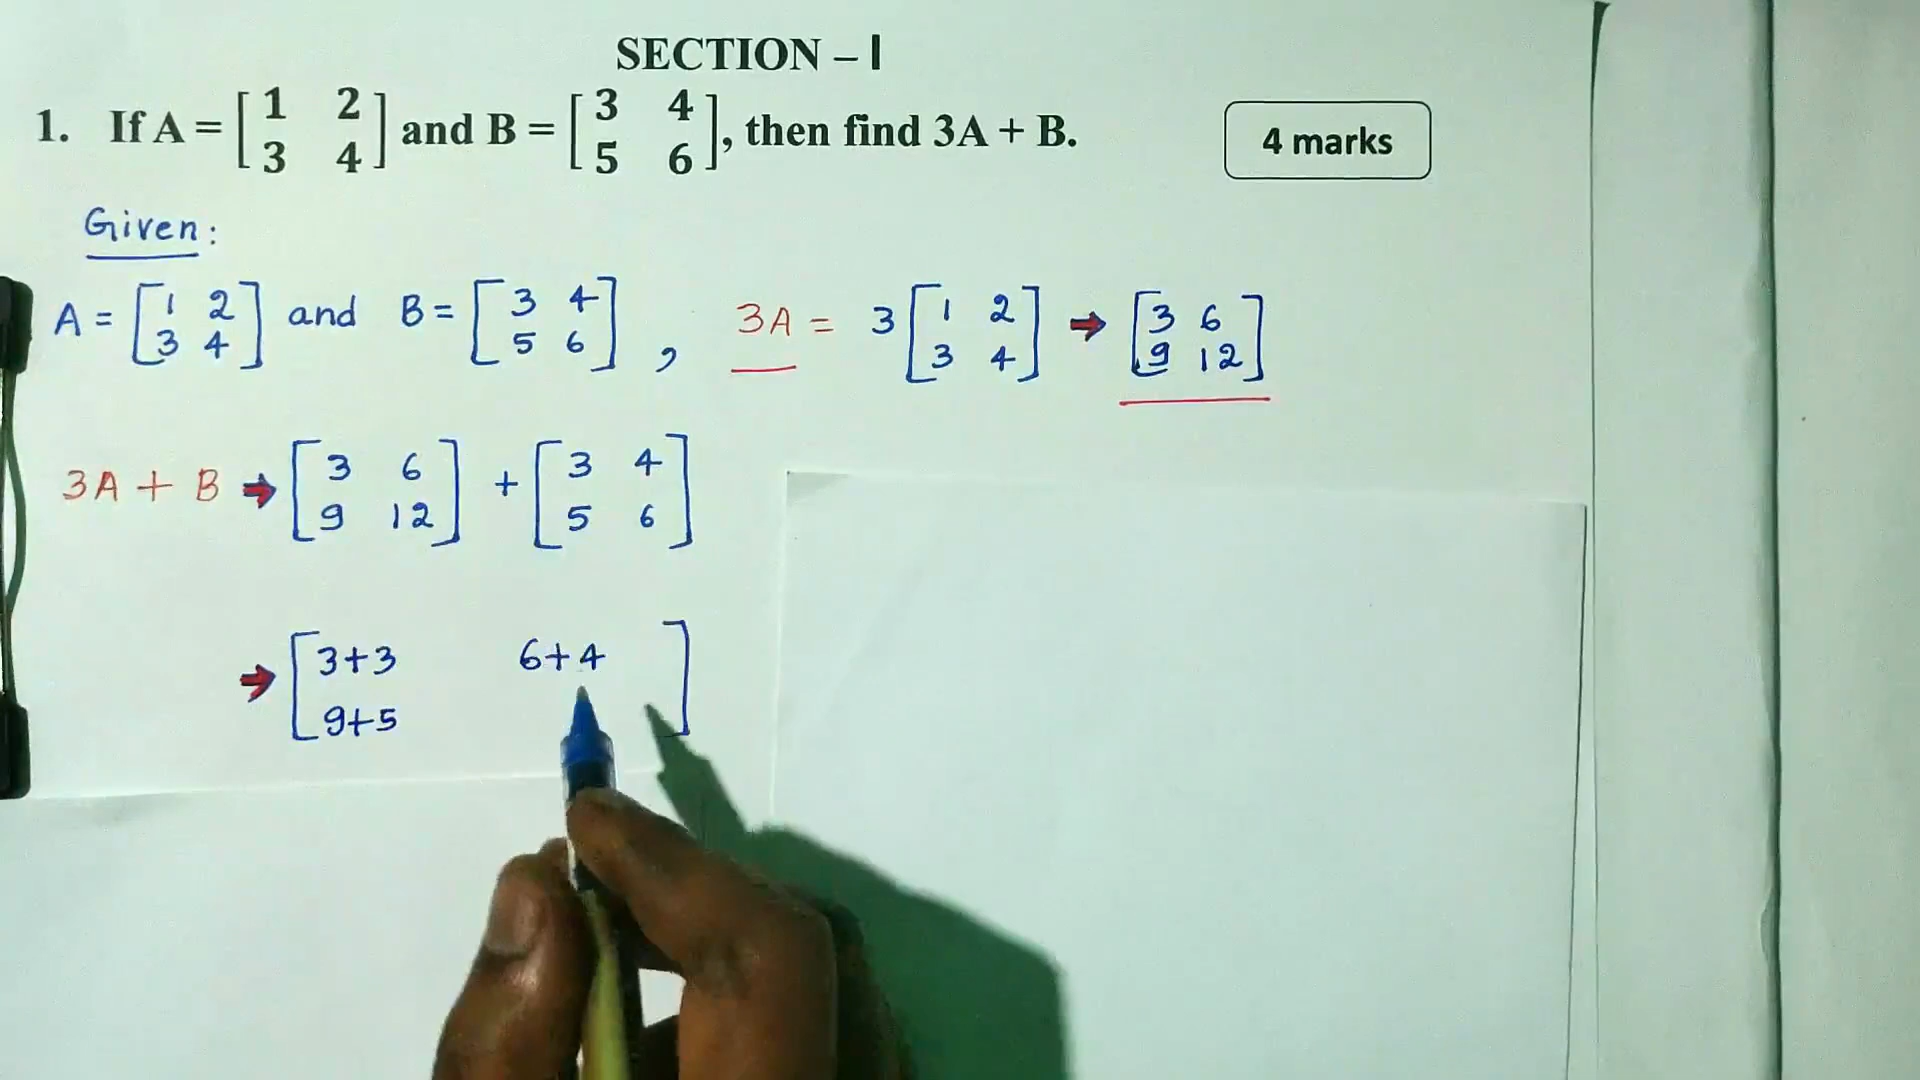 SECTION – I
1. If A = [1 2 3 4] and B = [3 4 5 6], then find 3A + B.
4 marks
Given:
A = [1 2 3 4] and B = [3 4 5 6], 3A = 3 [1 2 3 4] → [3 6 9 12]
3A + B → [3 6 9 12] + [3 4 5 6]
→ [3+3 6+4
9+5 ]